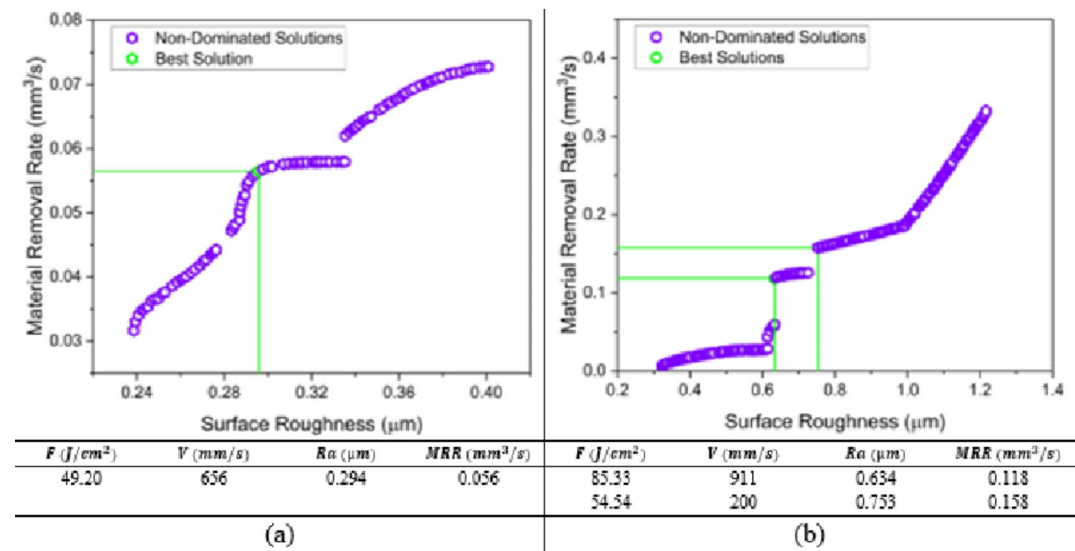 0.08
0.07
0.06
0.05
0.04
0.03
Material Removal Rate (mm³/s)
Non-Dominated Solutions
Best Solution
0.24 0.28 0.32 0.36 0.40
Surface Roughness (μm)
F (J/cm²) V (mm/s) Ra (μm) MRR (mm³/s)
49.20 656 0.294 0.056
(a)
0.4
0.3
0.2
0.1
0.0
Material Removal Rate (mm³/s)
Non-Dominated Solutions
Best Solutions
0.2 0.4 0.6 0.8 1.0 1.2 1.4
Surface Roughness (μm)
F (J/cm²) V (mm/s) Ra (μm) MRR (mm³/s)
85.33 911 0.634 0.118
54.54 200 0.753 0.158
(b)